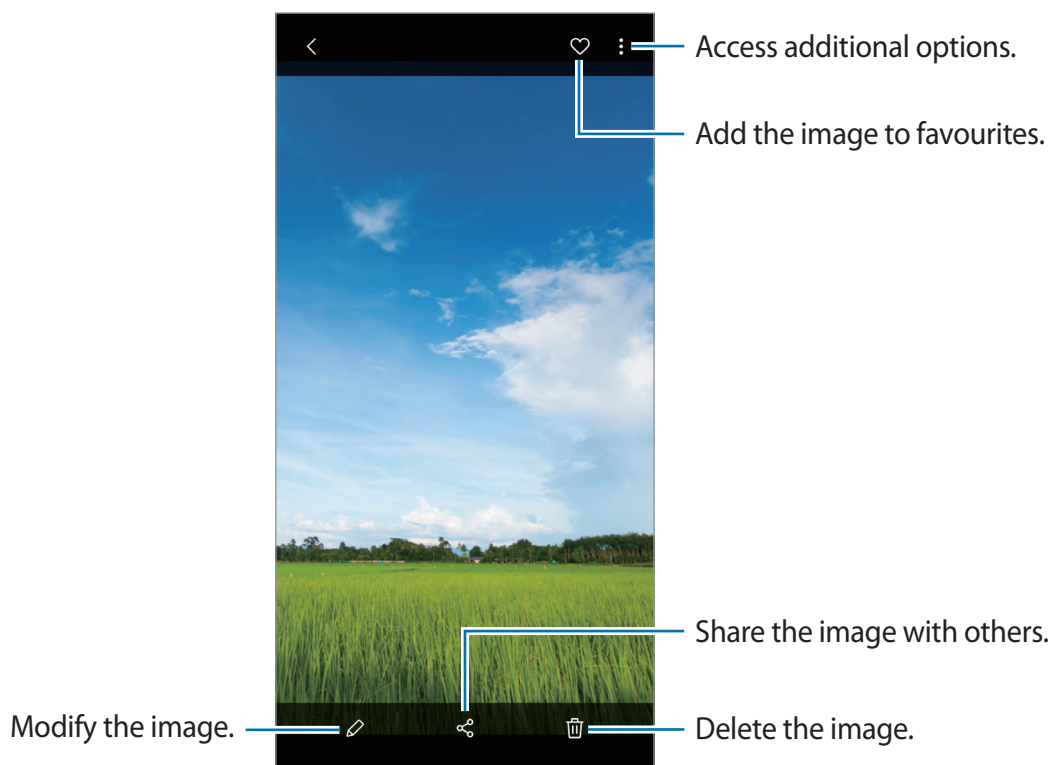 Access additional options.
Add the image to favourites.
Share the image with others.
Modify the image.
Delete the image.